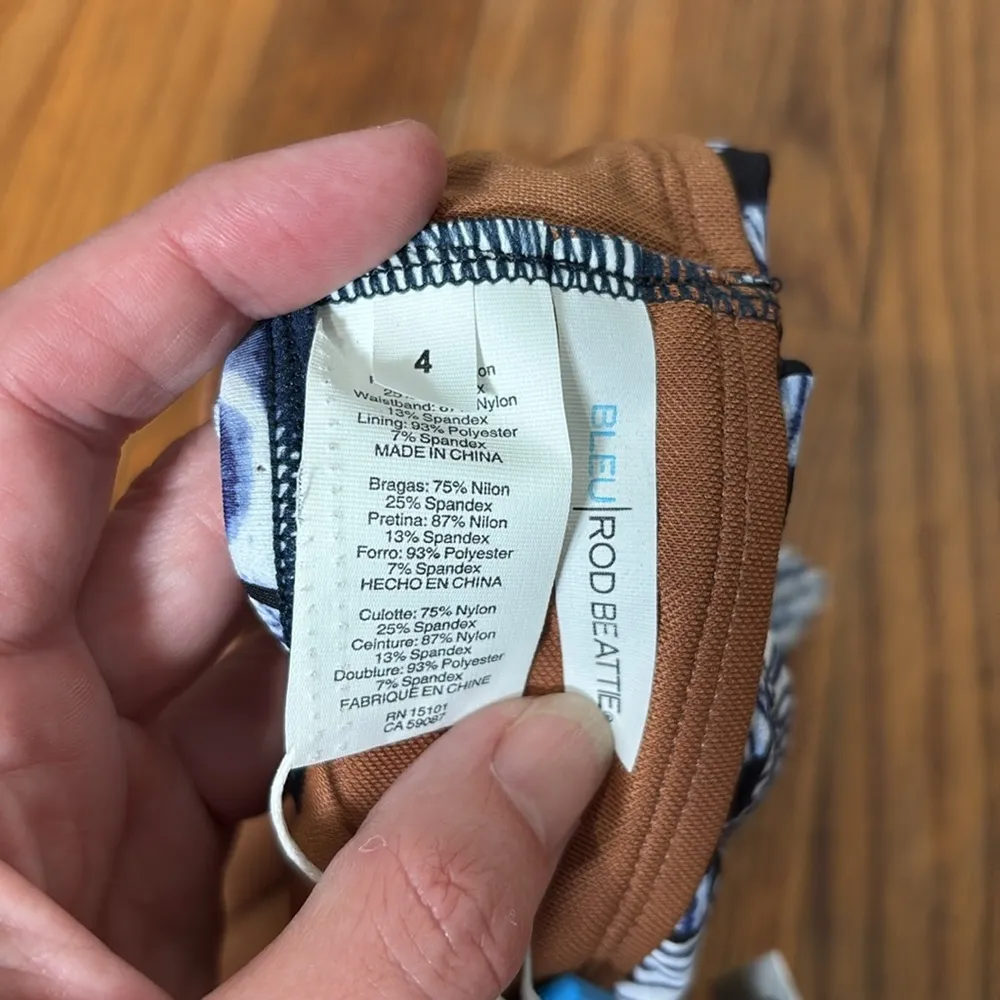 4
on
x
Waistband: Nylon
13% Spandex
Lining: 93% Polyester
7% Spandex
MADE IN CHINA
Bragas: 75% Nilon
25% Spandex
Pretina: 87% Nilon
13% Spandex
Forro: 93% Polyester
7% Spandex
HECHO EN CHINA
Culotte: 75% Nylon
25% Spandex
Ceinture: 87% Nylon
13% Spandex
Doublure: 93% Polyester
7% Spandex
FABRIQUÉ EN CHINE
RN 15101
CA 59087
BLEU|ROD BEATTIE®